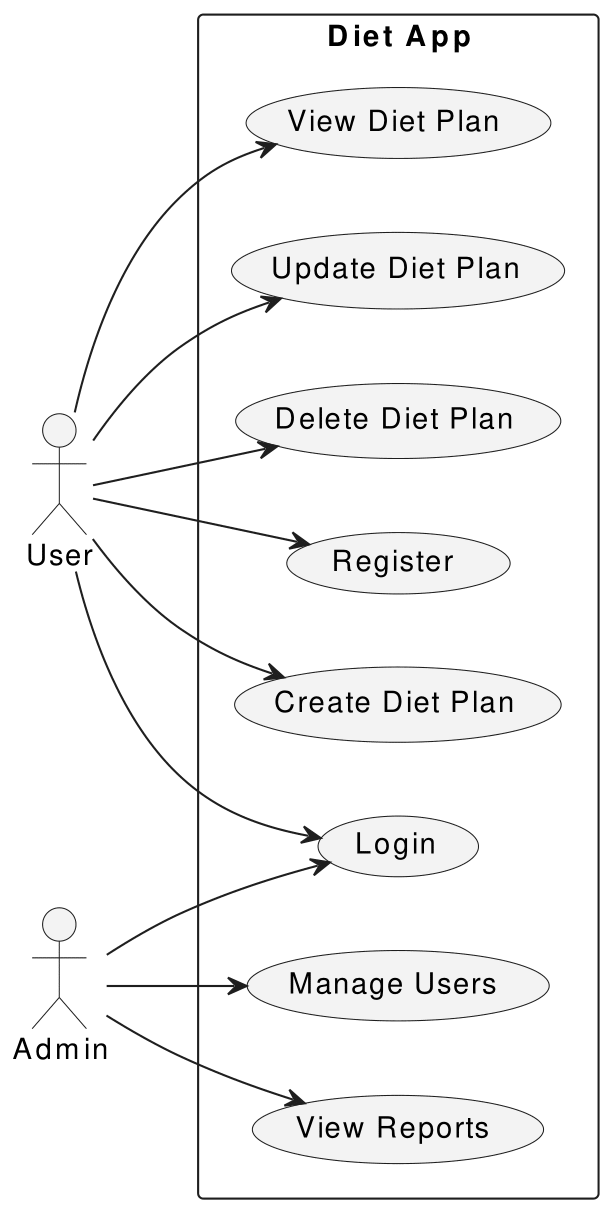 Diet App
View Diet Plan
Update Diet Plan
Delete Diet Plan
Register
User
Create Diet Plan
Login
Manage Users
Admin
View Reports